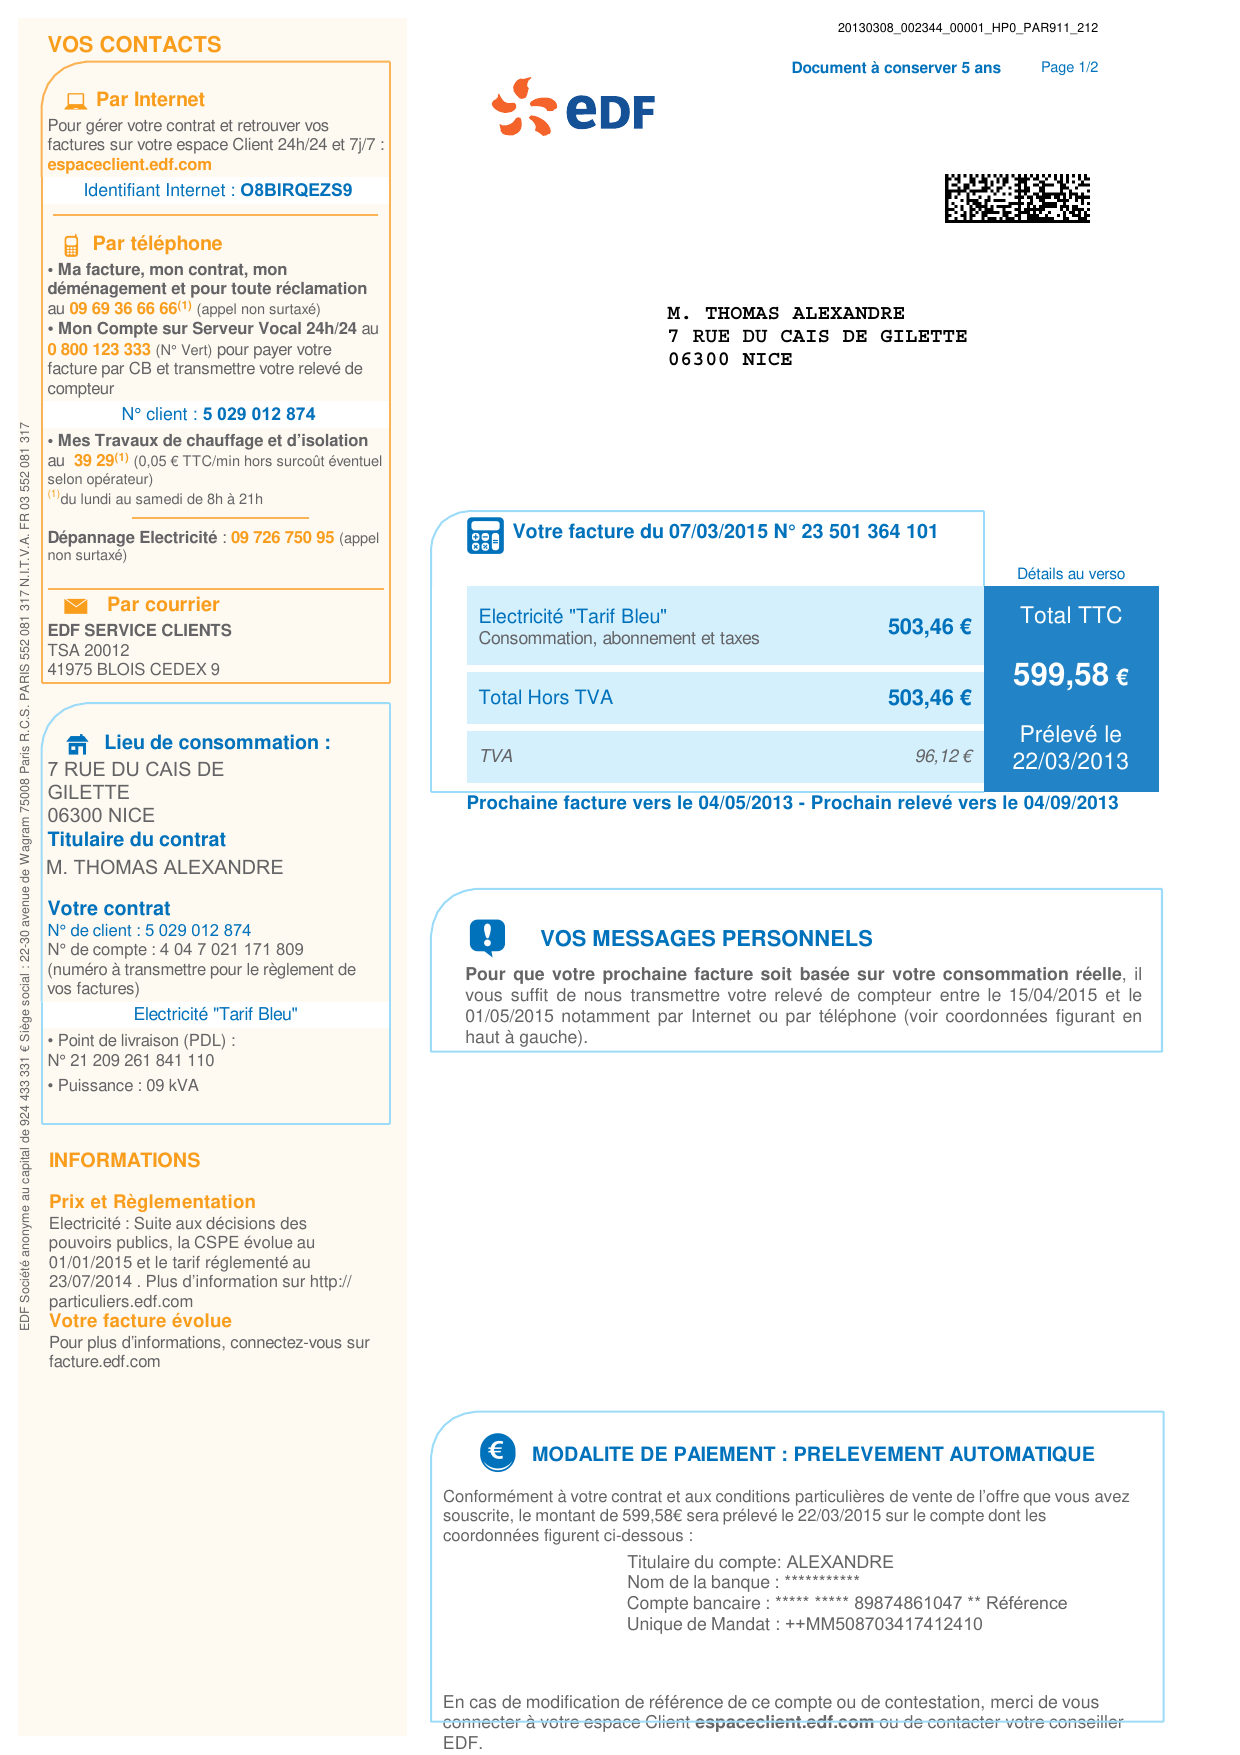 20130308_002344_00001_HP0_PAR911_212
Document à conserver 5 ans Page 1/2
edf
VOS CONTACTS
Par Internet
Pour gérer votre contrat et retrouver vos
factures sur votre espace Client 24h/24 et 7j/7 :
espaceclient.edf.com
Identifiant Internet : O8BIRQEZS9
Par téléphone
• Ma facture, mon contrat, mon
déménagement et pour toute réclamation
au 09 69 36 66 66(1) (appel non surtaxé)
• Mon Compte sur Serveur Vocal 24h/24 au
0 800 123 333 (N° Vert) pour payer votre
facture par CB et transmettre votre relevé de
compteur
N° client : 5 029 012 874
• Mes Travaux de chauffage et d'isolation
au 39 29(1) (0,05 € TTC/min hors surcoût éventuel
selon opérateur)
(1)du lundi au samedi de 8h à 21h
Dépannage Electricité : 09 726 750 95 (appel
non surtaxé)
Par courrier
EDF SERVICE CLIENTS
TSA 20012
41975 BLOIS CEDEX 9
Lieu de consommation :
7 RUE DU CAIS DE
GILETTE
06300 NICE
Titulaire du contrat
M. THOMAS ALEXANDRE
Votre contrat
N° de client : 5 029 012 874
N° de compte : 4 04 7 021 171 809
(numéro à transmettre pour le règlement de
vos factures)
Electricité "Tarif Bleu"
• Point de livraison (PDL) :
N° 21 209 261 841 110
• Puissance : 09 kVA
INFORMATIONS
Prix et Règlementation
Electricité : Suite aux décisions des
pouvoirs publics, la CSPE évolue au
01/01/2015 et le tarif réglementé au
23/07/2014 . Plus d'information sur http://
particuliers.edf.com
Votre facture évolue
Pour plus d'informations, connectez-vous sur
facture.edf.com
EDF Société anonyme au capital de 924 433 331 € Siège social : 22-30 avenue de Wagram 75008 Paris R.C.S. PARIS 552 081 317 N.I.T.V.A. FR 03 552 081 317
M. THOMAS ALEXANDRE
7 RUE DU CAIS DE GILETTE
06300 NICE
Votre facture du 07/03/2015 N° 23 501 364 101
Détails au verso
Electricité "Tarif Bleu"
Consommation, abonnement et taxes
503,46 €
Total Hors TVA 503,46 €
TVA 96,12 €
Total TTC
599,58 €
Prélevé le
22/03/2013
Prochaine facture vers le 04/05/2013 - Prochain relevé vers le 04/09/2013
VOS MESSAGES PERSONNELS
Pour que votre prochaine facture soit basée sur votre consommation réelle, il
vous suffit de nous transmettre votre relevé de compteur entre le 15/04/2015 et le
01/05/2015 notamment par Internet ou par téléphone (voir coordonnées figurant en
haut à gauche).
€ MODALITE DE PAIEMENT : PRELEVEMENT AUTOMATIQUE
Conformément à votre contrat et aux conditions particulières de vente de l'offre que vous avez
souscrite, le montant de 599,58€ sera prélevé le 22/03/2015 sur le compte dont les
coordonnées figurent ci-dessous :
Titulaire du compte: ALEXANDRE
Nom de la banque : ***********
Compte bancaire : ***** ***** 89874861047 ** Référence
Unique de Mandat : ++MM508703417412410
En cas de modification de référence de ce compte ou de contestation, merci de vous
connecter à votre espace Client espaceclient.edf.com ou de contacter votre conseiller
EDF.